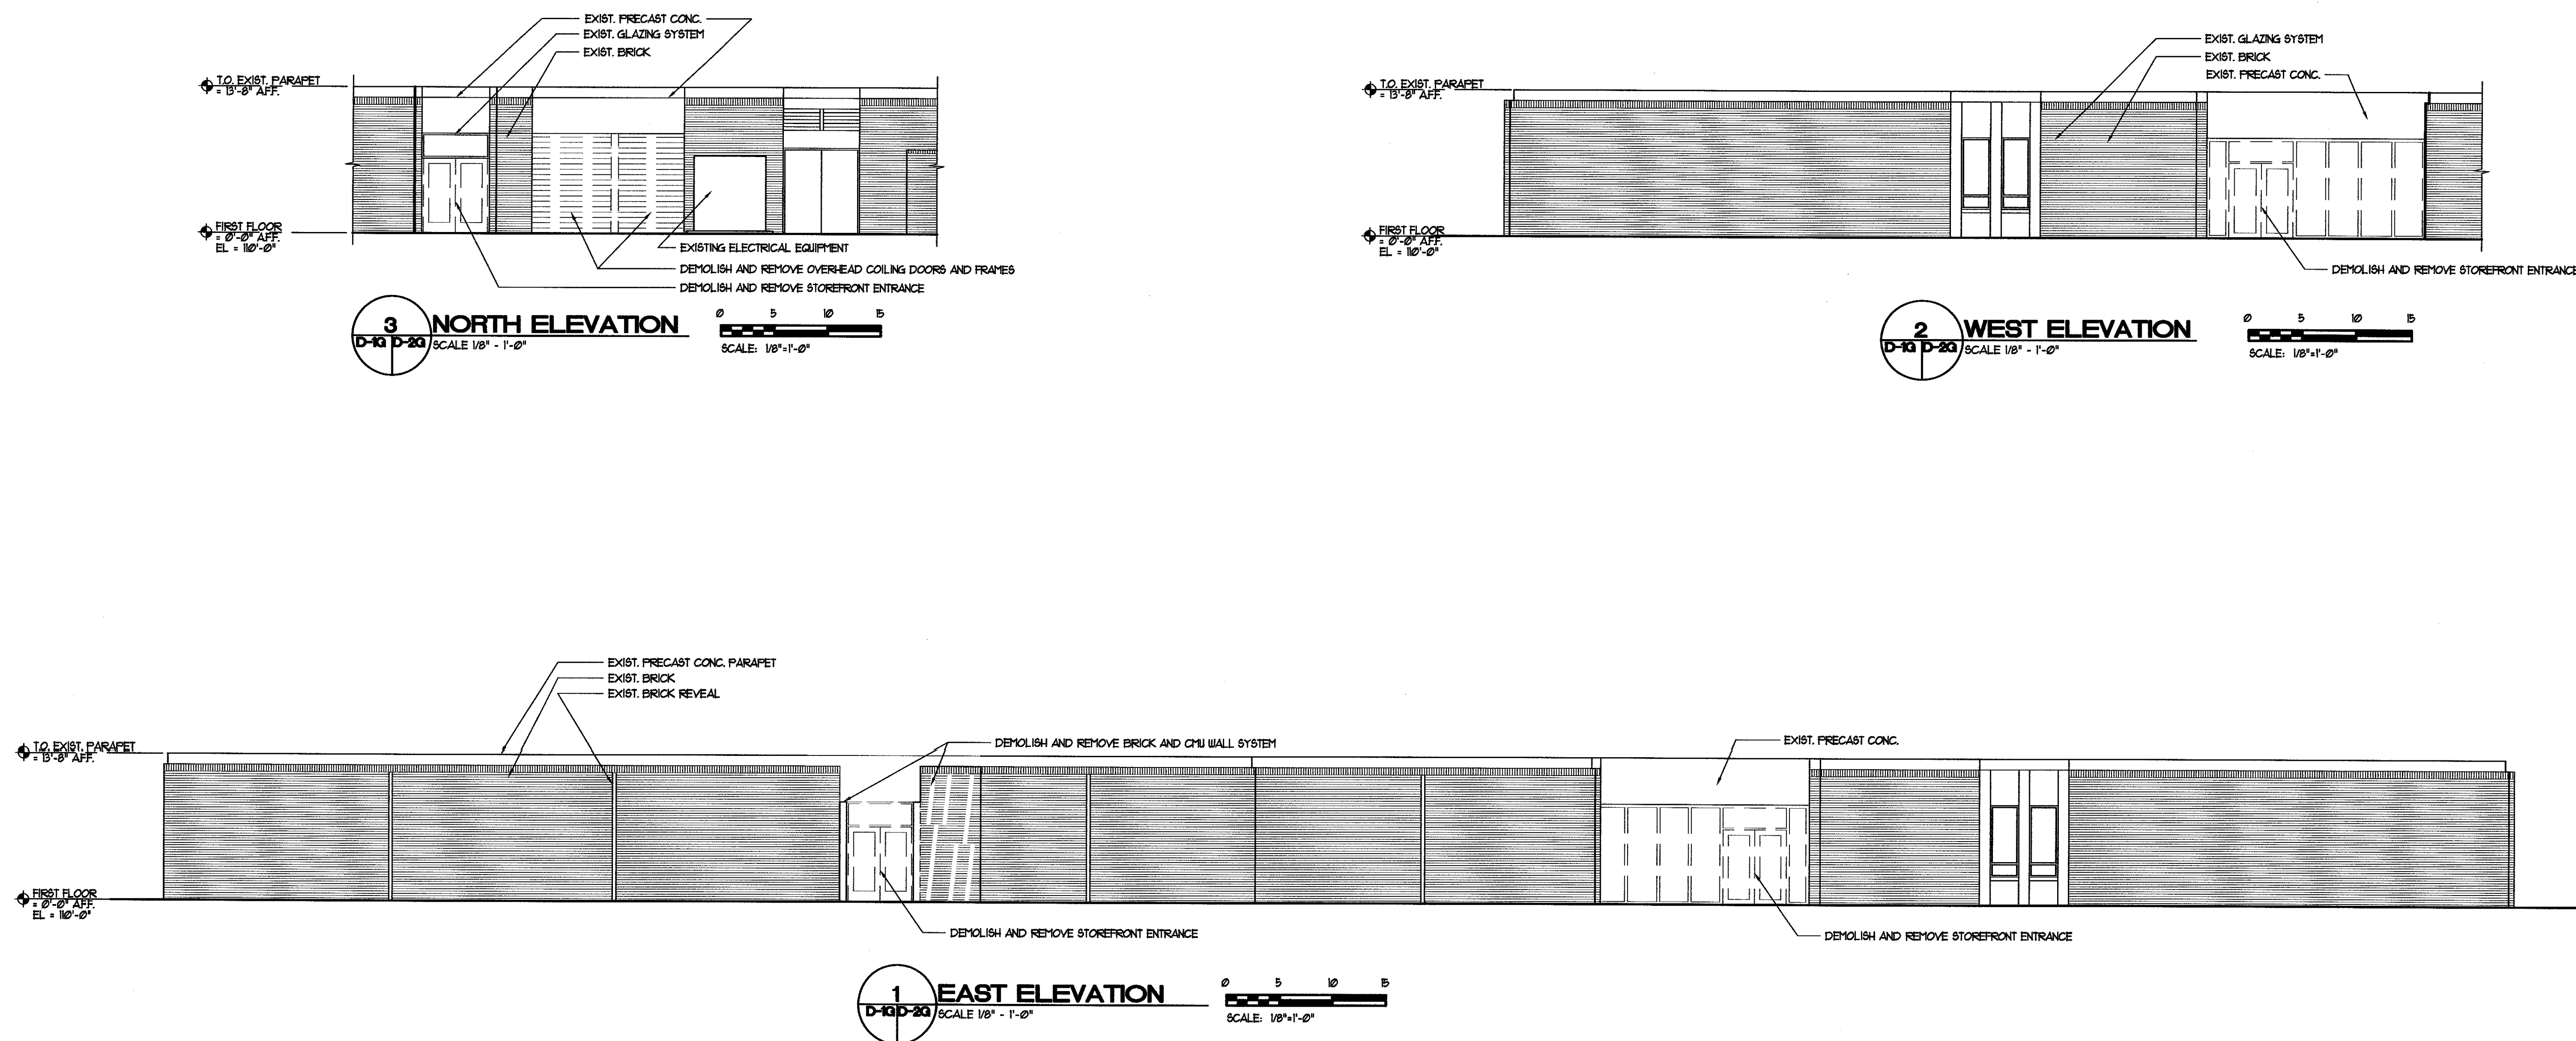 EXIST. PRECAST CONC.
EXIST. GLAZING SYSTEM
EXIST. BRICK
T.O. EXIST. PARAPET
= 13'-8" AFF.
FIRST FLOOR
= 0'-0" AFF.
EL = 110'-0"
EXISTING ELECTRICAL EQUIPMENT
DEMOLISH AND REMOVE OVERHEAD COILING DOORS AND FRAMES
DEMOLISH AND REMOVE STOREFRONT ENTRANCE
3
D-1G D-2G
NORTH ELEVATION
SCALE 1/8" - 1'-0"
0 5 10 15
SCALE: 1/8"=1'-0"
EXIST. GLAZING SYSTEM
EXIST. BRICK
EXIST. PRECAST CONC.
T.O. EXIST. PARAPET
= 13'-8" AFF.
FIRST FLOOR
= 0'-0" AFF.
EL = 110'-0"
DEMOLISH AND REMOVE STOREFRONT ENTRANCE
2
D-1G D-2G
WEST ELEVATION
SCALE 1/8" - 1'-0"
0 5 10 15
SCALE: 1/8"=1'-0"
EXIST. PRECAST CONC. PARAPET
EXIST. BRICK
EXIST. BRICK REVEAL
T.O. EXIST. PARAPET
= 13'-8" AFF.
DEMOLISH AND REMOVE BRICK AND CMU WALL SYSTEM
EXIST. PRECAST CONC.
FIRST FLOOR
= 0'-0" AFF.
EL = 110'-0"
DEMOLISH AND REMOVE STOREFRONT ENTRANCE
DEMOLISH AND REMOVE STOREFRONT ENTRANCE
1
D-1G D-2G
EAST ELEVATION
SCALE 1/8" - 1'-0"
0 5 10 15
SCALE: 1/8"=1'-0"